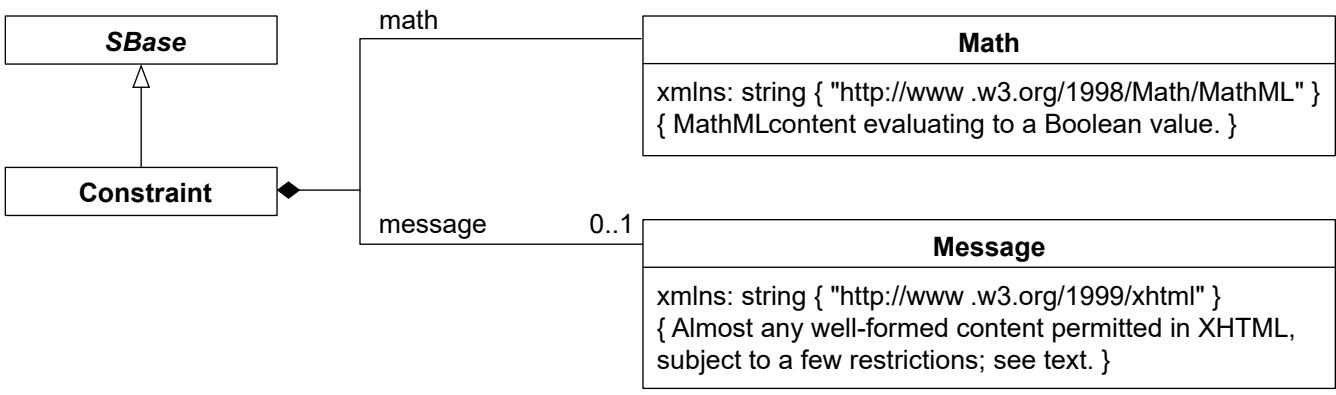 SBase
Constraint
math
Math
xmlns: string { "http://www .w3.org/1998/Math/MathML" }
{ MathMLcontent evaluating to a Boolean value. }
message 0..1
Message
xmlns: string { "http://www .w3.org/1999/xhtml" }
{ Almost any well-formed content permitted in XHTML,
subject to a few restrictions; see text. }